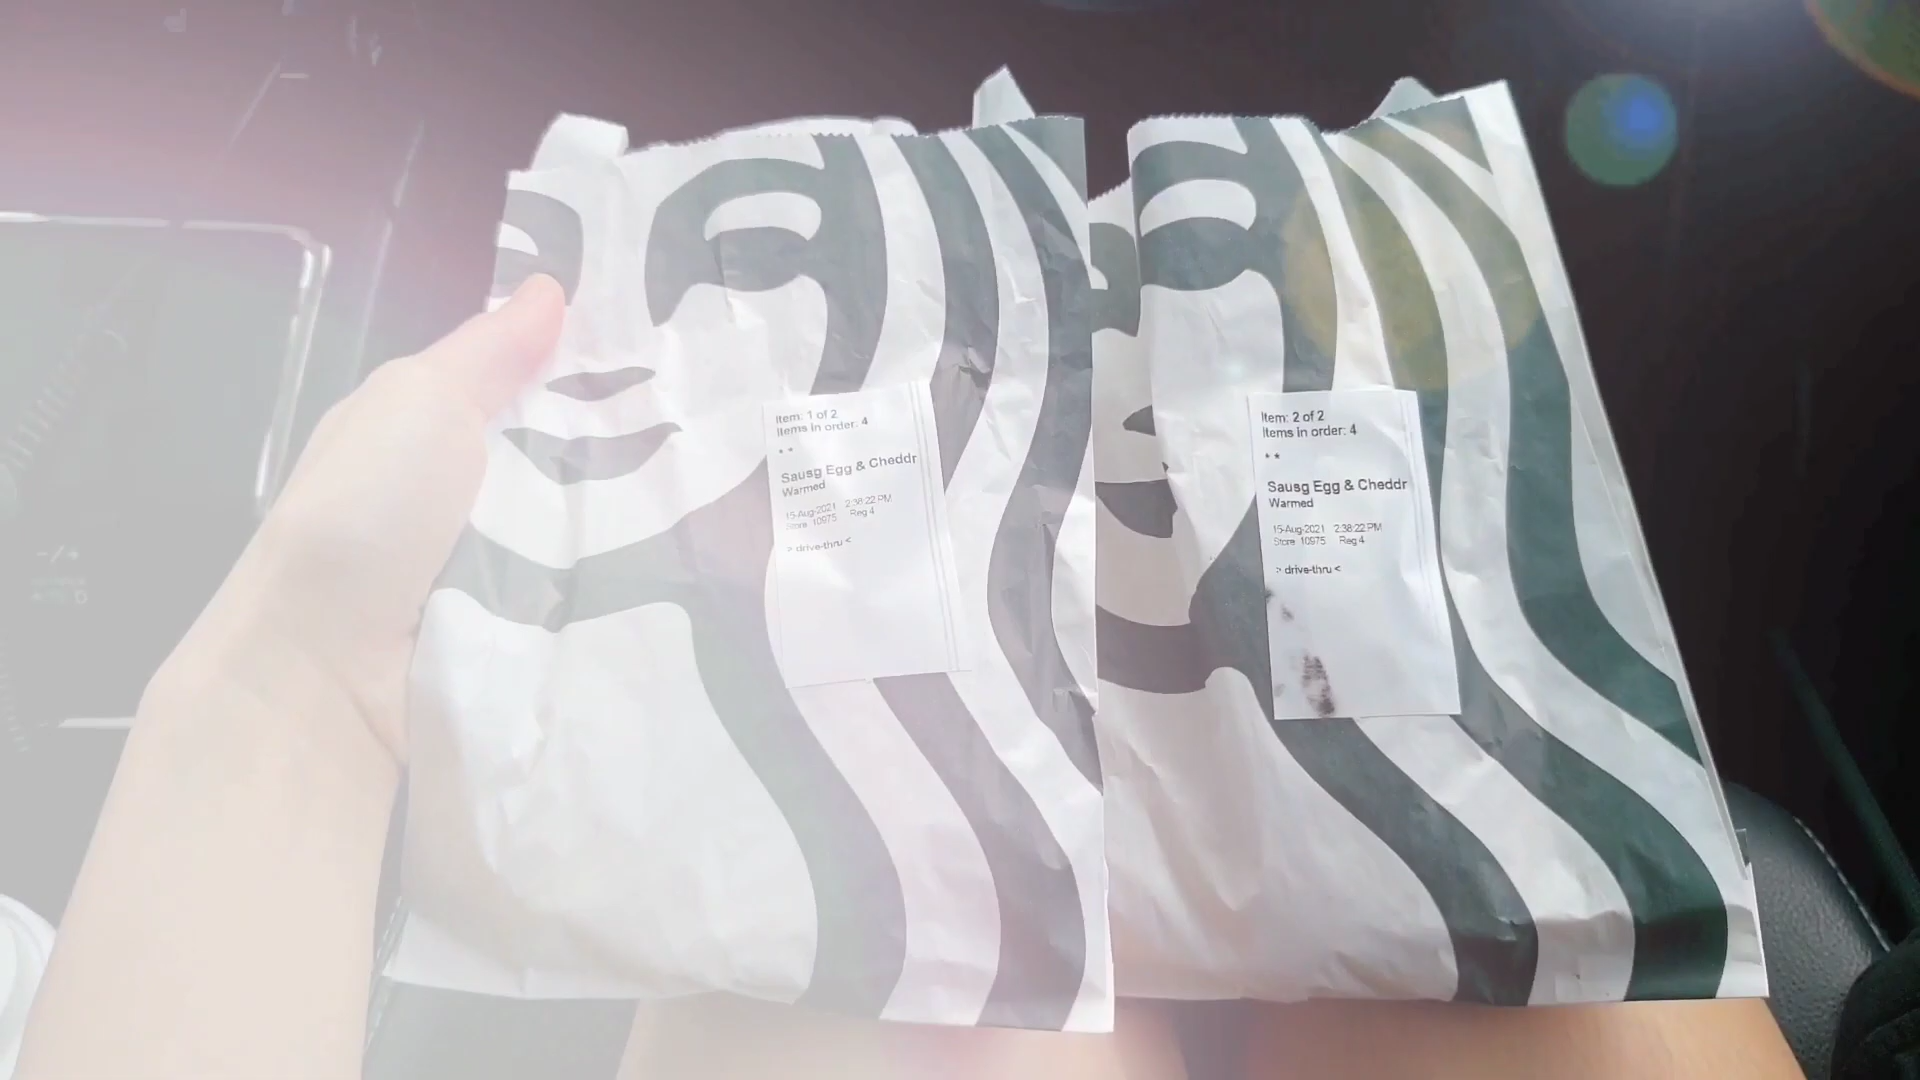 Item: 1 of 2
Items in order: 4
* *
Sausg Egg & Cheddr
Warmed
15-Aug-2021 2:38:22 PM
Store 10975 Reg 4
> drive-thru <
Item: 2 of 2
Items in order: 4
* *
Sausg Egg & Cheddr
Warmed
15-Aug-2021 2:38:22 PM
Store 10975 Reg 4
> drive-thru <